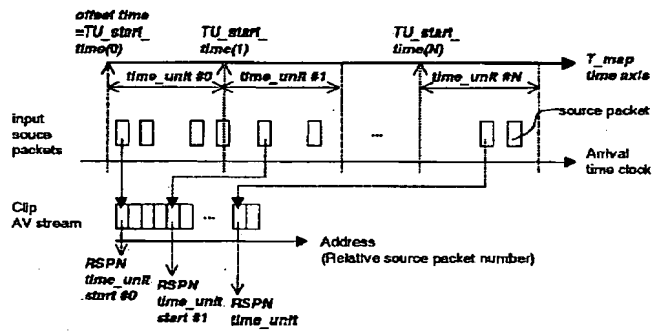 offset time
=TU_start_
time(0)
TU_start_
time(1)
TU_start_
time(N)
T_map
time axis
time_unit #0
time_unit #1
time_unit #N
input
souce
packets
source packet
...
Arrival
time clock
Clip
AV stream
...
Address
(Relative source packet number)
RSPN
time_unit
start #0
RSPN
time_unit
start #1
RSPN
time_unit